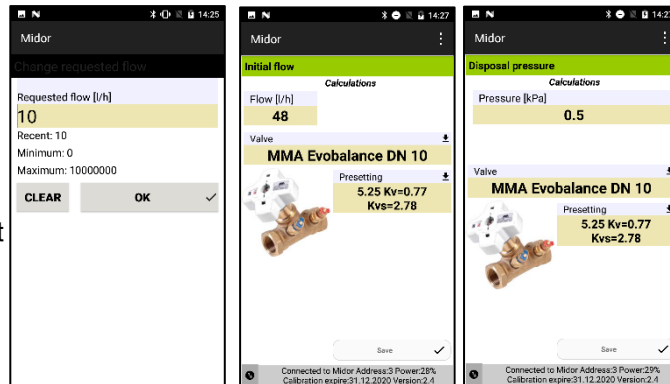 14:25
Midor
Change requested flow
Requested flow [l/h]
10
Recent: 10
Minimum: 0
Maximum: 10000000
CLEAR
OK
t
14:27
Midor
Initial flow
Calculations
Flow [l/h]
48
Valve
MMA Evobalance DN 10
Presetting
5.25 Kv=0.77
Kvs=2.78
Save
Connected to Midor Address:3 Power:28%
Calibration expire:31.12.2020 Version:2.4
14:27
Midor
Disposal pressure
Calculations
Pressure [kPa]
0.5
Valve
MMA Evobalance DN 10
Presetting
5.25 Kv=0.77
Kvs=2.78
Save
Connected to Midor Address:3 Power:29%
Calibration expire:31.12.2020 Version:2.4